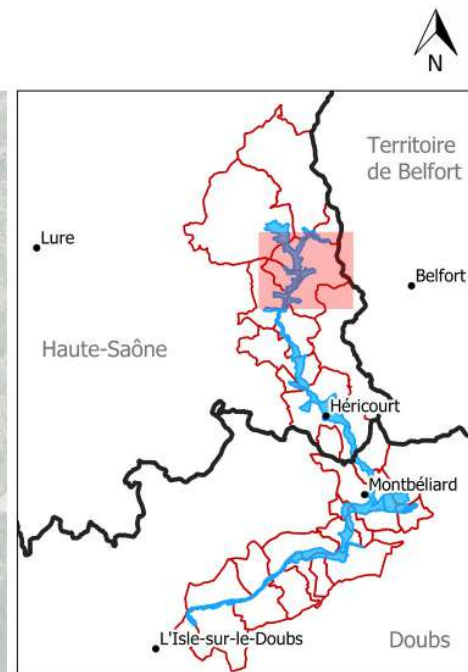 N
Territoire
de Belfort
Lure
Belfort
Haute-Saône
Héricourt
Montbéliard
L'Isle-sur-le-Doubs
Doubs